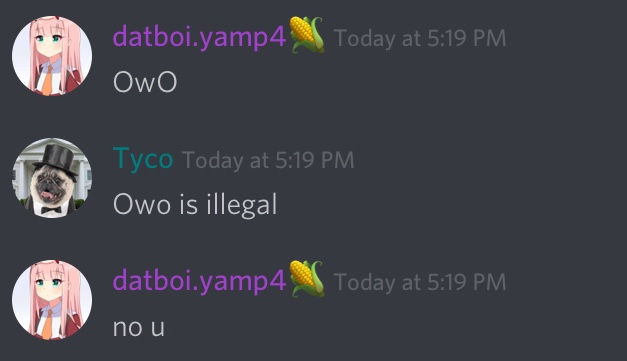 datboi.yamp4🌽 Today at 5:19 PM
OwO
Tyco Today at 5:19 PM
Owo is illegal
datboi.yamp4🌽 Today at 5:19 PM
no u